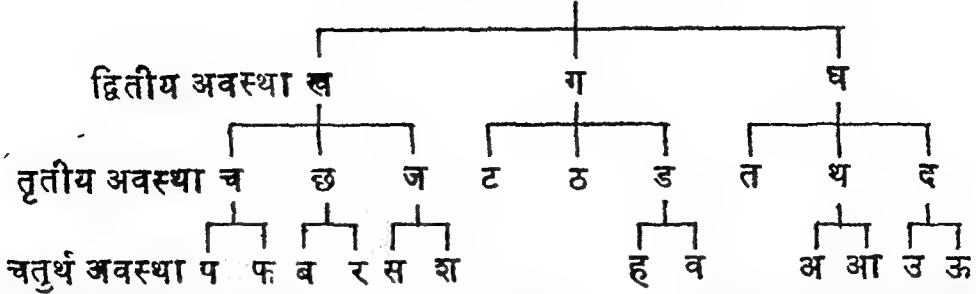 द्वितीय अवस्था ख ग घ
तृतीय अवस्था च छ ज ट ठ ड त थ द
चतुर्थ अवस्था प फ ब र स श ह व अ आ उ ऊ